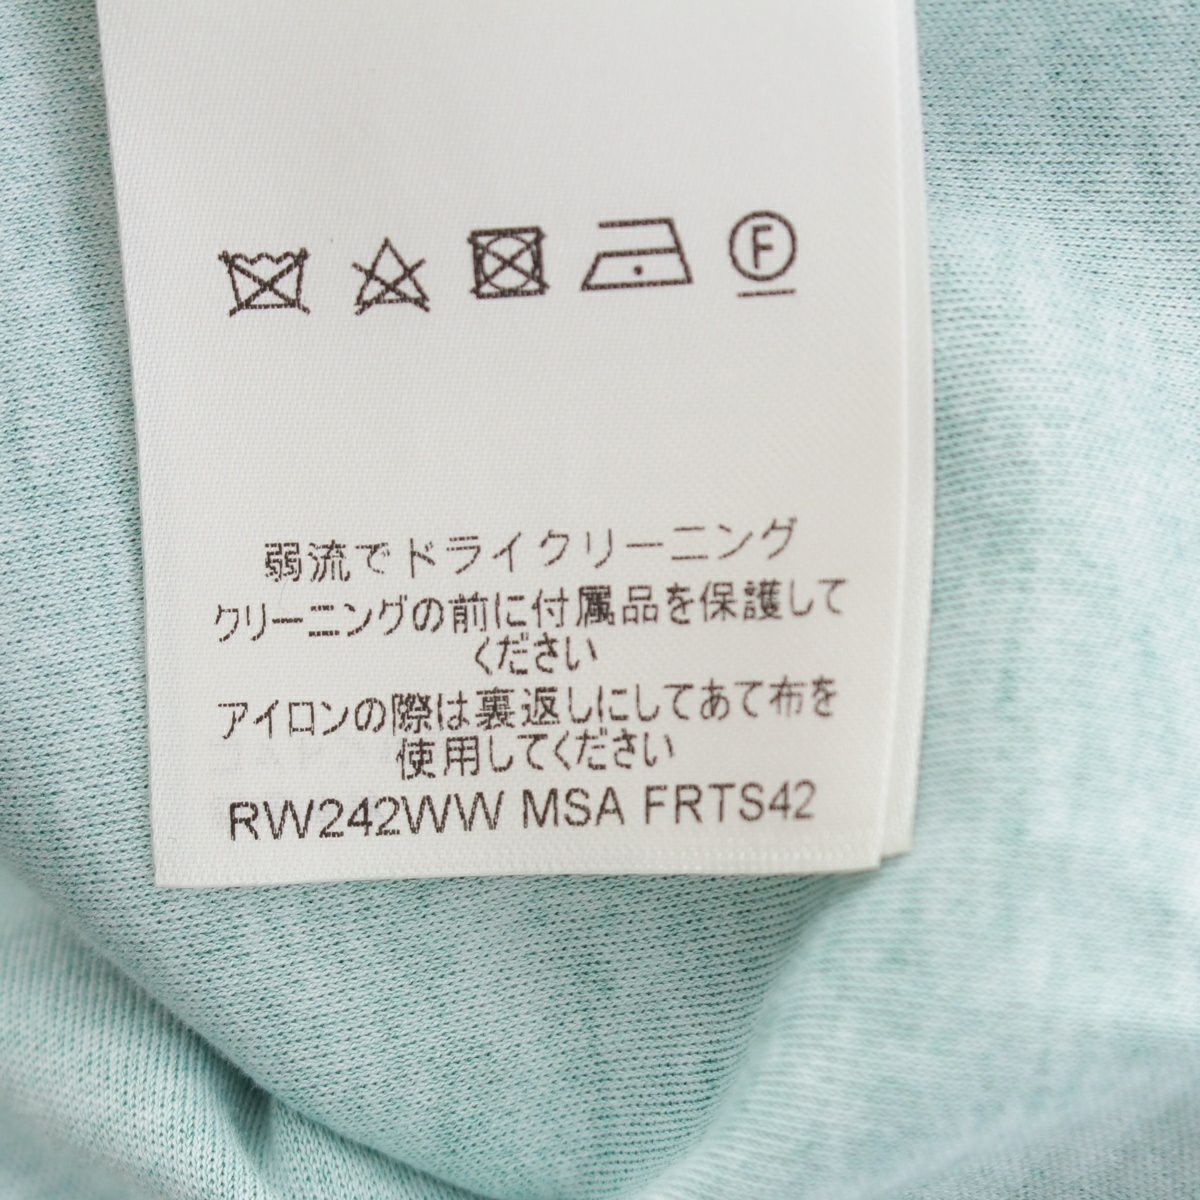 F
弱流でドライクリーニング
クリーニングの前に付属品を保護して
ください
アイロンの際は裏返しにしてあて布を
使用してください
RW242WW MSA FRTS42